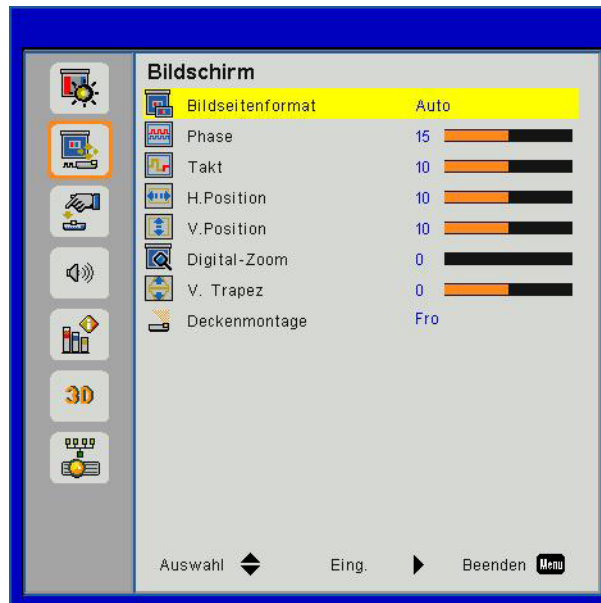 Bildschirm
Bildseitenformat Auto
Phase 15
Takt 10
H.Position 10
V.Position 10
Digital-Zoom 0
V. Trapez 0
Deckenmontage Fro
3D
Auswahl Eing. Beenden Menu